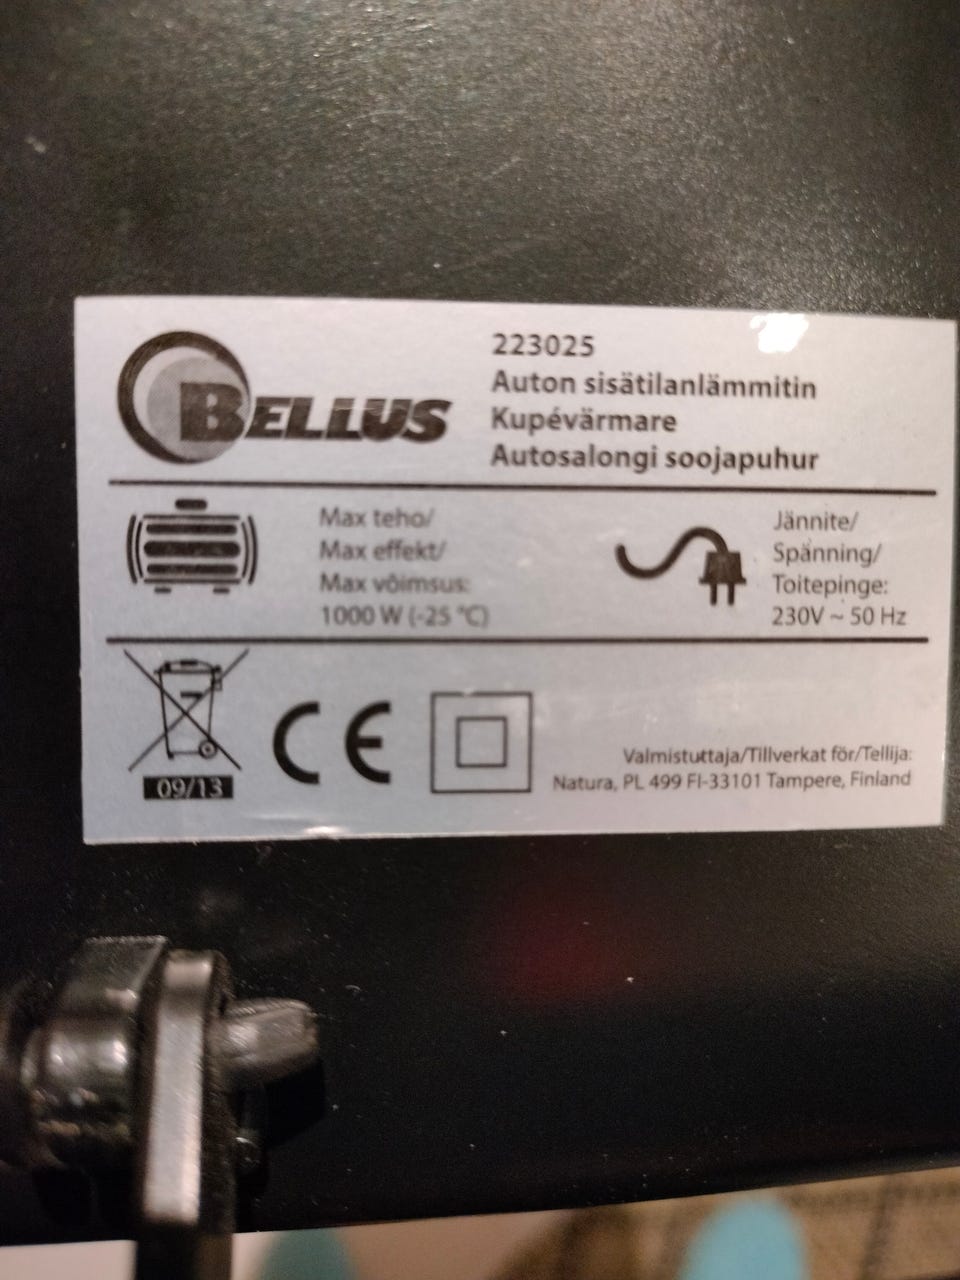 BELLUS
223025
Auton sisätilanlämmitin
Kupévärmare
Autosalongi soojapuhur
Max teho/
Max effekt/
Max võimsus:
1000 W (-25 °C)
Jännite/
Spänning/
Toitepinge:
230V ~ 50 Hz
09/13
CE
Valmistuttaja/Tillverkat för/Tellija:
Natura, PL 499 FI-33101 Tampere, Finland